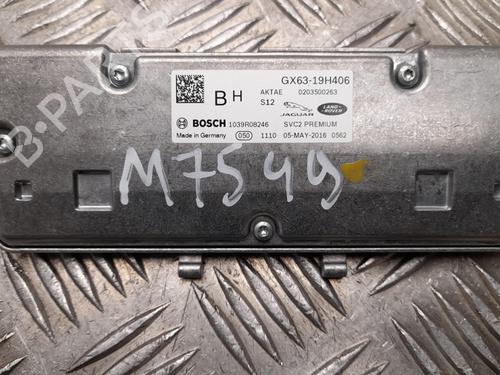 GX63-19H406
AKTAE 0203500263
B H S12 JAGUAR LAND ROVER
BOSCH 1039R08246 SVC2 PREMIUM
Made in Germany 050 1110 05-MAY-2016 0562
M7549
B-PARTS